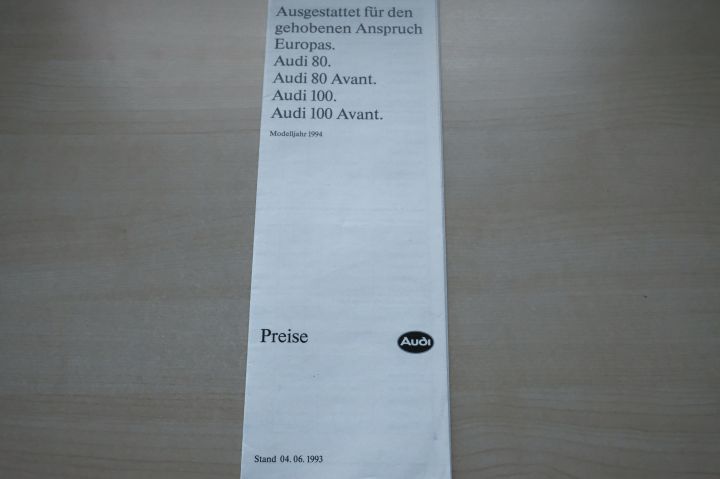 Ausgestattet für den
gehobenen Anspruch
Europas.
Audi 80.
Audi 80 Avant.
Audi 100.
Audi 100 Avant.
Modelljahr 1994
Preise
Audi
Stand 04.06.1993